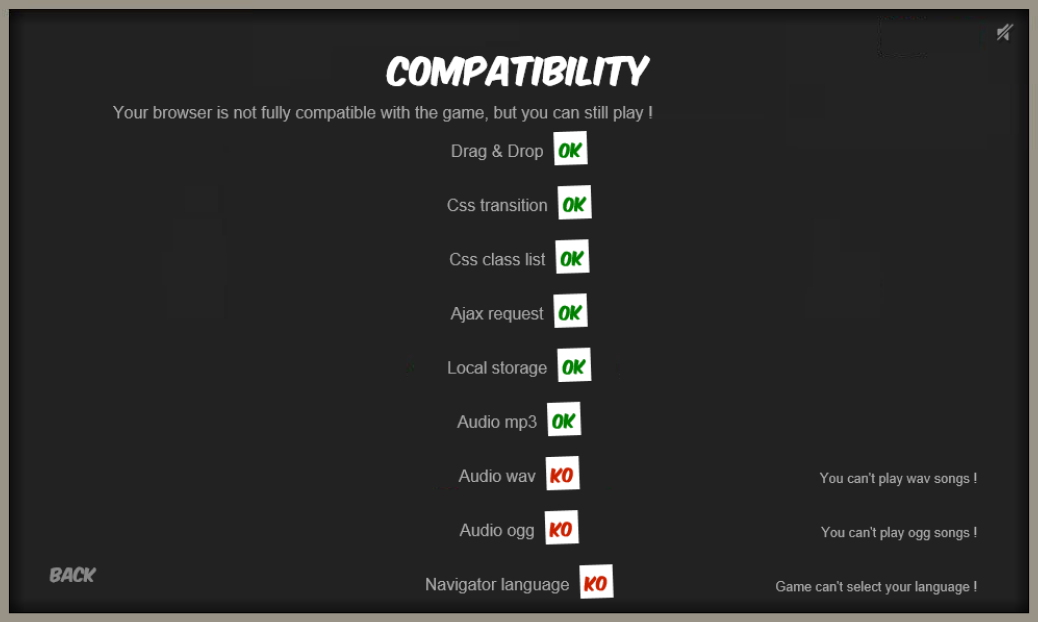 COMPATIBILITY
Your browser is not fully compatible with the game, but you can still play !
Drag & Drop OK
Css transition OK
Css class list OK
Ajax request OK
Local storage OK
Audio mp3 OK
Audio wav KO You can't play wav songs !
Audio ogg KO You can't play ogg songs !
BACK
Navigator language KO Game can't select your language !